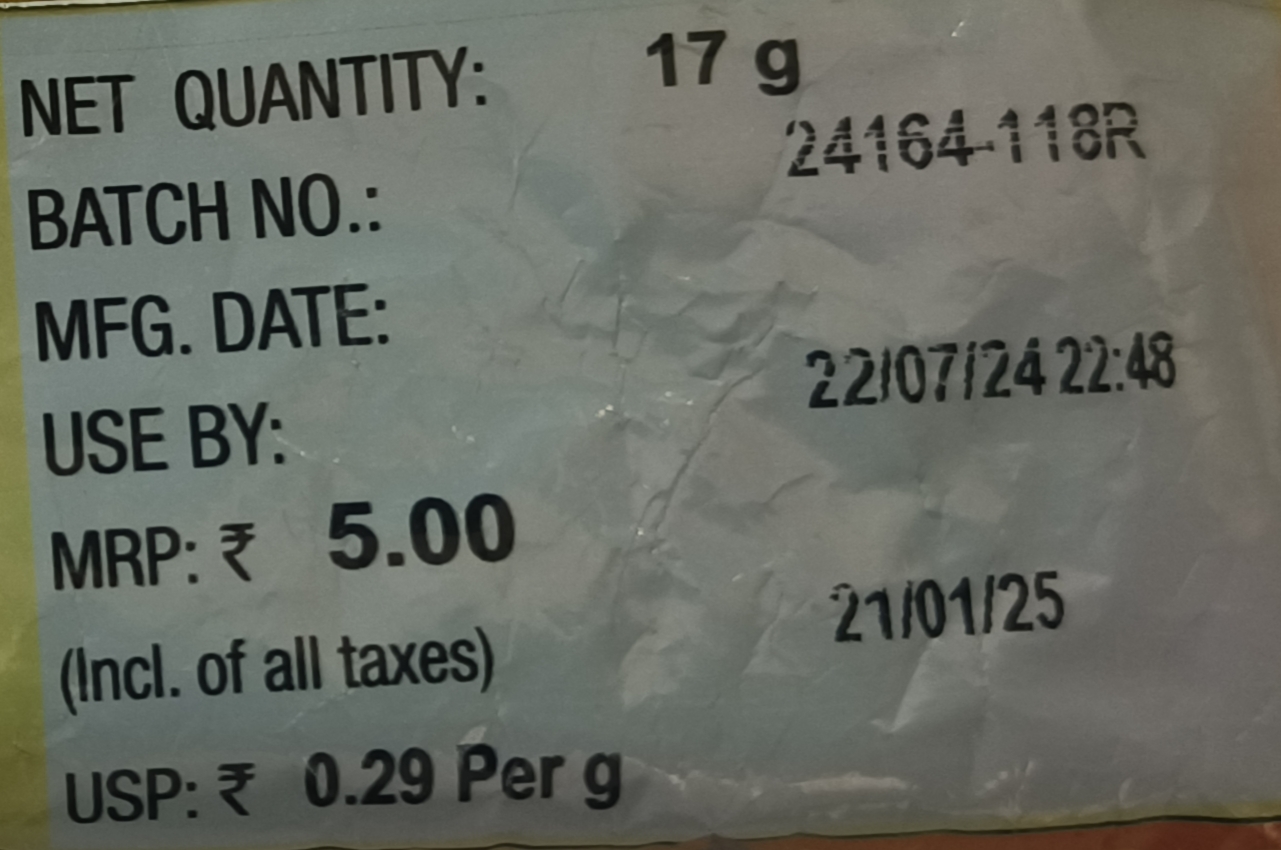 NET QUANTITY: 17 g
24164-118R
BATCH NO.:
MFG. DATE:
22/07/24 22:48
USE BY:
MRP: ₹ 5.00
21/01/25
(Incl. of all taxes)
USP: ₹ 0.29 Per g